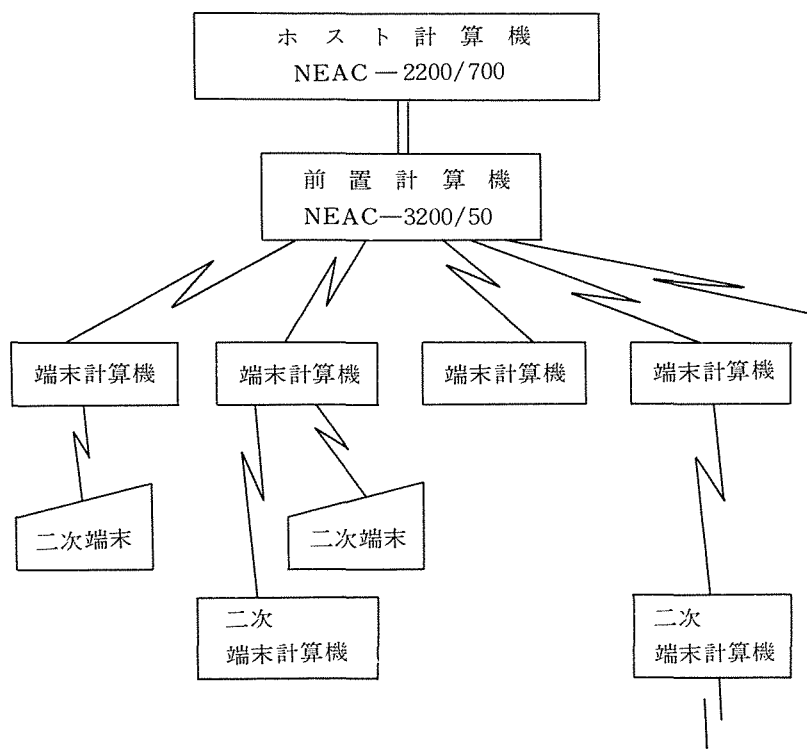 ホスト計算機
NEAC—2200/700
前置計算機
NEAC—3200/50
端末計算機
端末計算機
端末計算機
端末計算機
二次端末
二次端末
二次
端末計算機
二次
端末計算機